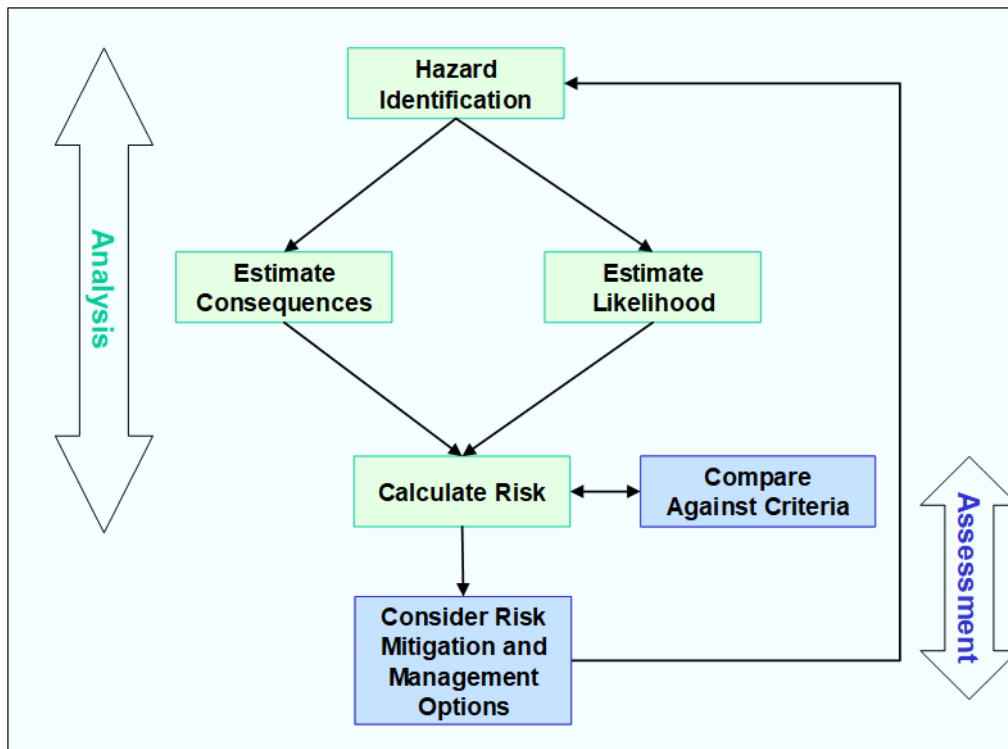 Hazard
Identification
Analysis
Estimate
Consequences
Estimate
Likelihood
Calculate Risk
Compare
Against Criteria
Assessment
Consider Risk
Mitigation and
Management
Options